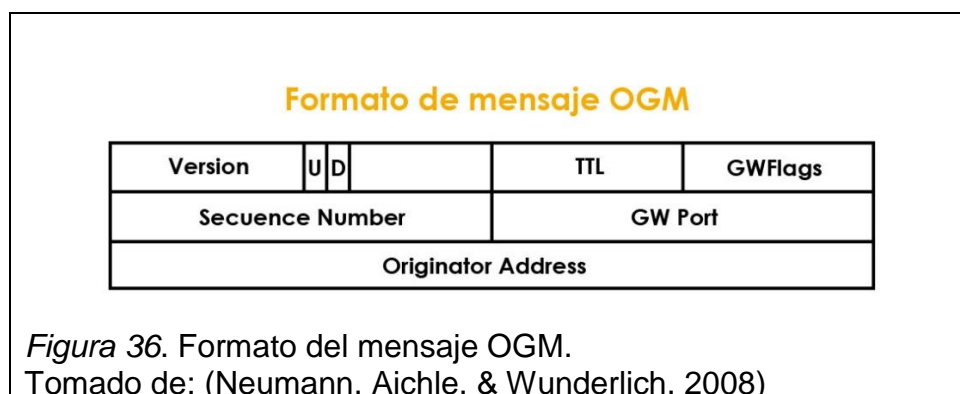 Formato de mensaje OGM
Version U D TTL GWFlags
Secuence Number GW Port
Originator Address
Figura 36. Formato del mensaje OGM.
Tomado de: (Neumann, Aichle, & Wunderlich, 2008)